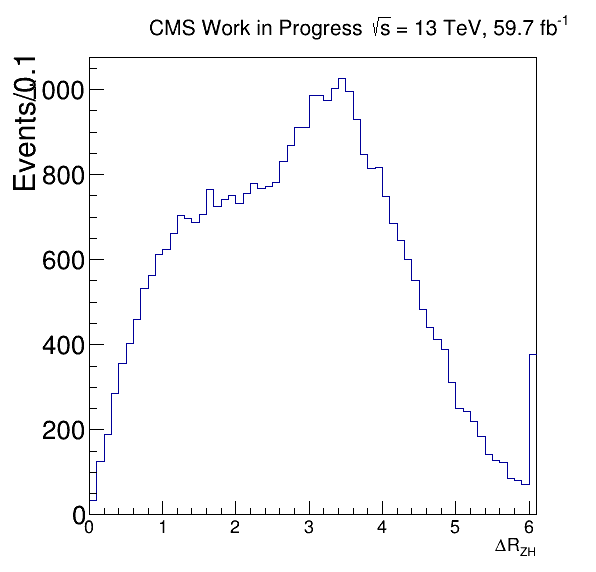 CMS Work in Progress √s = 13 TeV, 59.7 fb⁻¹
Events/0.1
1000
800
600
400
200
0
0 1 2 3 4 5 6
ΔR_ZH